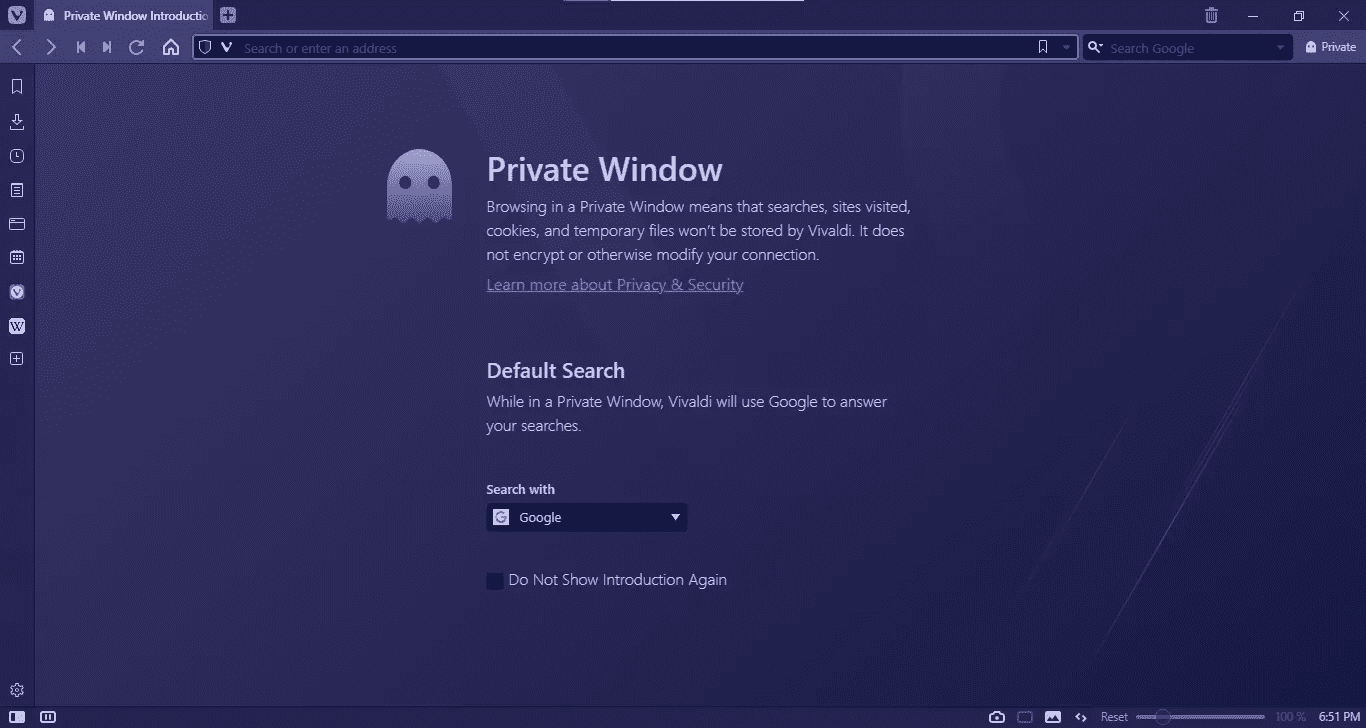 Private Window Introductio
Search or enter an address
Search Google
Private
Private Window
Browsing in a Private Window means that searches, sites visited,
cookies, and temporary files won't be stored by Vivaldi. It does
not encrypt or otherwise modify your connection.
Learn more about Privacy & Security
Default Search
While in a Private Window, Vivaldi will use Google to answer
your searches.
Search with
G Google
Do Not Show Introduction Again
W
Reset
100 %
6:51 PM